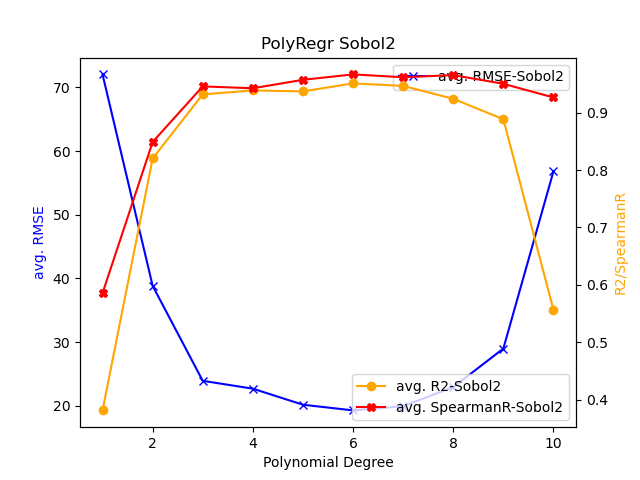 PolyRegr Sobol2
avg. RMSE-Sobol2
70
60
50
40
30
20
avg. RMSE
0.9
0.8
0.7
0.6
0.5
0.4
R2/SpearmanR
avg. R2-Sobol2
avg. SpearmanR-Sobol2
2 4 6 8 10
Polynomial Degree